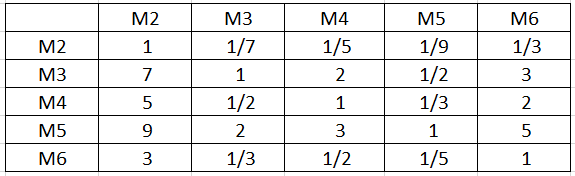 M2 M3 M4 M5 M6
M2 1 1/7 1/5 1/9 1/3
M3 7 1 2 1/2 3
M4 5 1/2 1 1/3 2
M5 9 2 3 1 5
M6 3 1/3 1/2 1/5 1